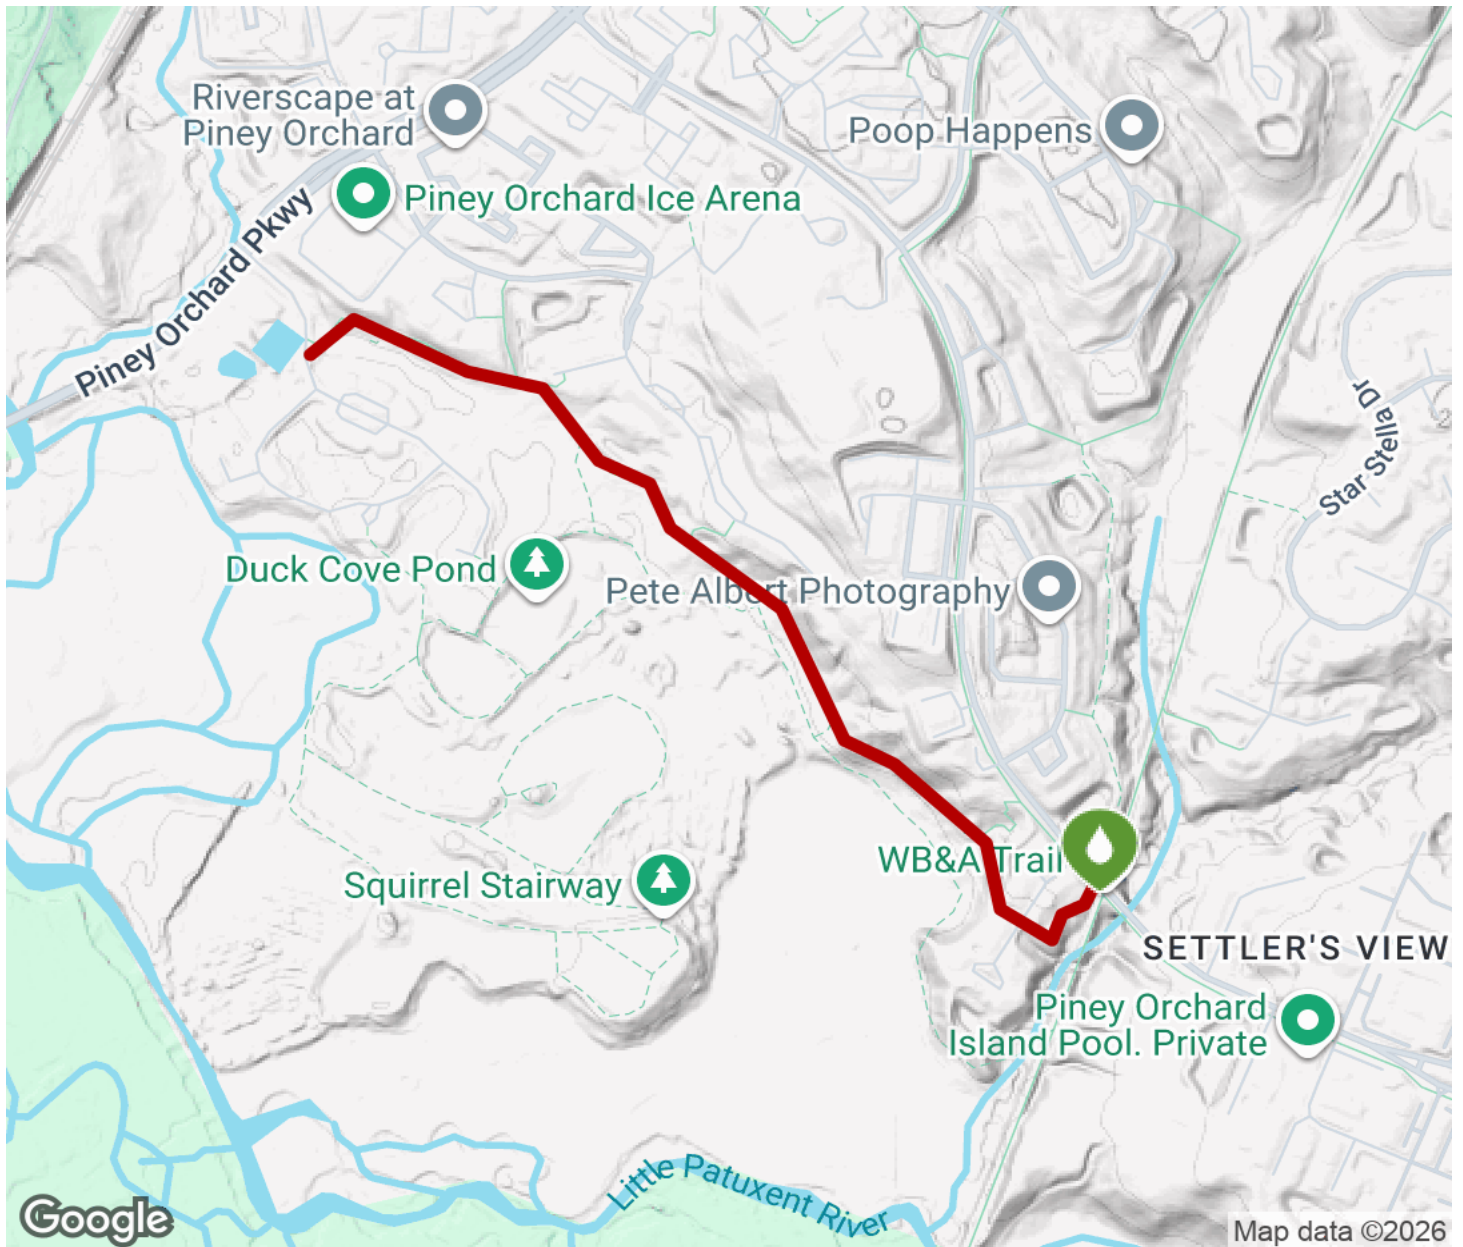 Riverscape at
Piney Orchard
Poop Happens
Piney Orchard Ice Arena
Piney Orchard Pkwy
Star Stella Dr
Duck Cove Pond
Pete Albert Photography
WB&A Trail
Squirrel Stairway
SETTLER'S VIEW
Piney Orchard
Island Pool. Private
Little Patuxent River
Google
Map data ©2026